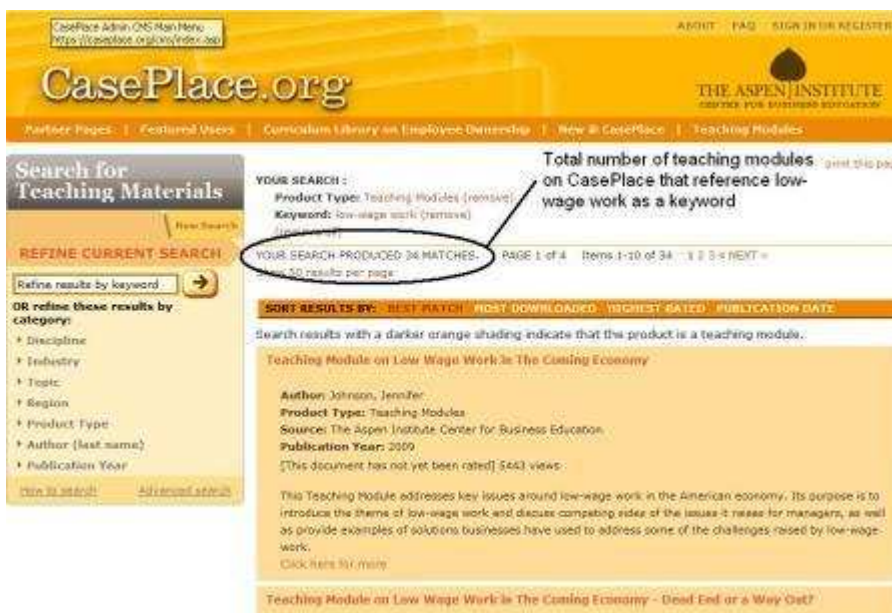 CasePlace Admin CMS Main Menu
https://caseplace.org/cms/index.asp
ABOUT FAQ SIGN IN OR REGISTER
CasePlace.org
THE ASPEN INSTITUTE
CENTER FOR BUSINESS EDUCATION
Partner Pages | Featured Users | Curriculum Library on Employee Ownership | New @ CasePlace | Teaching Modules
Search for
Teaching Materials
New Search
REFINE CURRENT SEARCH
Refine results by keyword
OR refine these results by
category:
Discipline
Industry
Topic
Region
Product Type
Author (last name)
Publication Year
How to search Advanced search
Total number of teaching modules
on CasePlace that reference low-
wage work as a keyword
print this pa
YOUR SEARCH :
Product Type: Teaching Modules (remove)
Keyword: low-wage work (remove)
YOUR SEARCH PRODUCED 34 MATCHES. PAGE 1 of 4 Items 1-10 of 34 1 2 3 4 NEXT »
50 results per page
SORT RESULTS BY: BEST MATCH MOST DOWNLOADED HIGHEST RATED PUBLICATION DATE
Search results with a darker orange shading indicate that the product is a teaching module.
Teaching Module on Low Wage Work in The Coming Economy
Author: Johnson, Jennifer
Product Type: Teaching Modules
Source: The Aspen Institute Center for Business Education
Publication Year: 2009
[This document has not yet been rated] 5443 views
This Teaching Module addresses key issues around low-wage work in the American economy. Its purpose is to
introduce the theme of low-wage work and discuss competing sides of the issues it raises for managers, as well
as provide examples of solutions businesses have used to address some of the challenges raised by low-wage
work.
Click here for more
Teaching Module on Low Wage Work in The Coming Economy - Dead End or a Way Out?